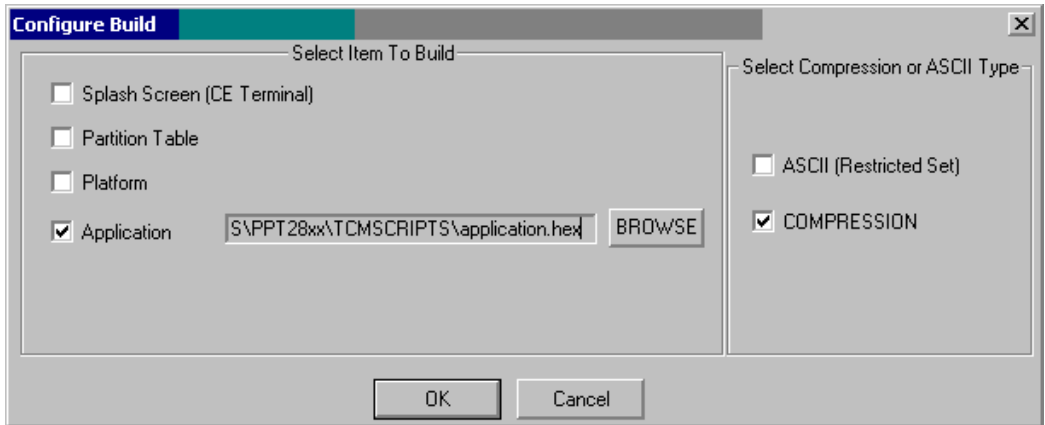 Configure Build
Select Item To Build
Splash Screen (CE Terminal)
Partition Table
Platform
Application S\PPT28xx\TCMSCRIPTS\application.hex BROWSE
Select Compression or ASCII Type
ASCII (Restricted Set)
COMPRESSION
OK Cancel